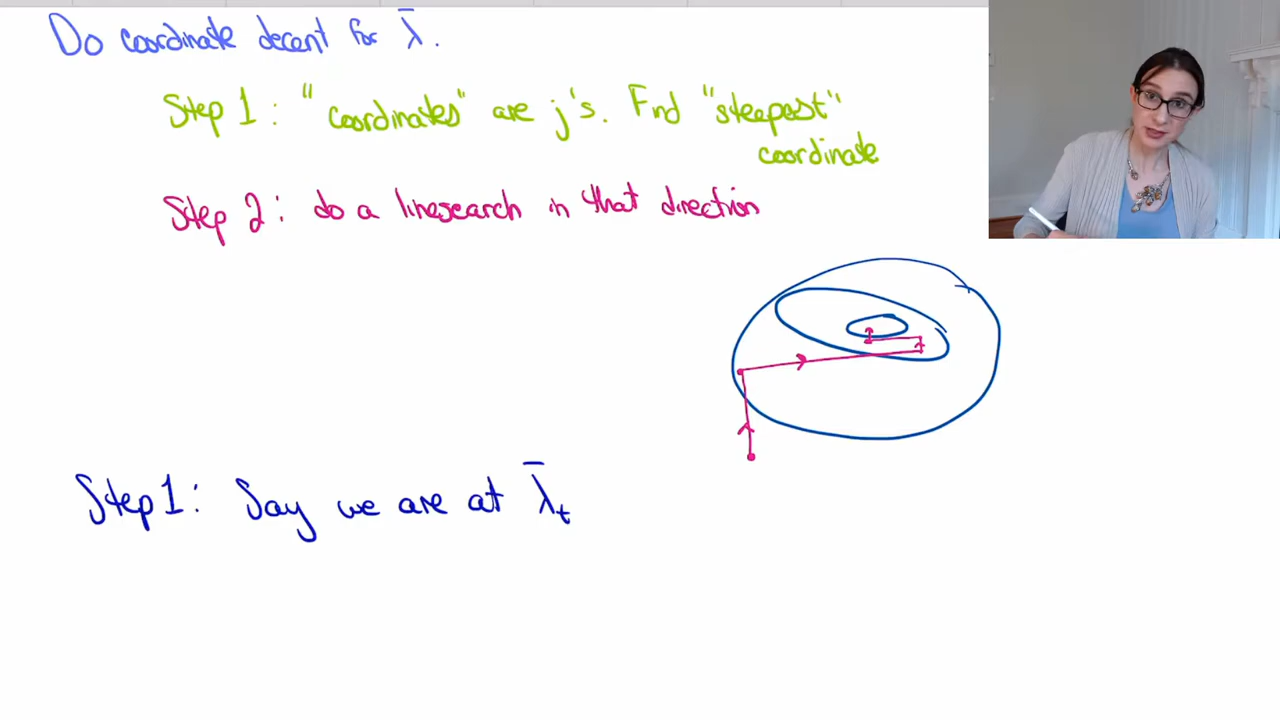 Do coordinate decent for λ̄.
Step 1: "coordinates" are j's. Find "steepest"
coordinate
Step 2: do a linesearch in that direction
Step 1: Say we are at λ̄ₜ